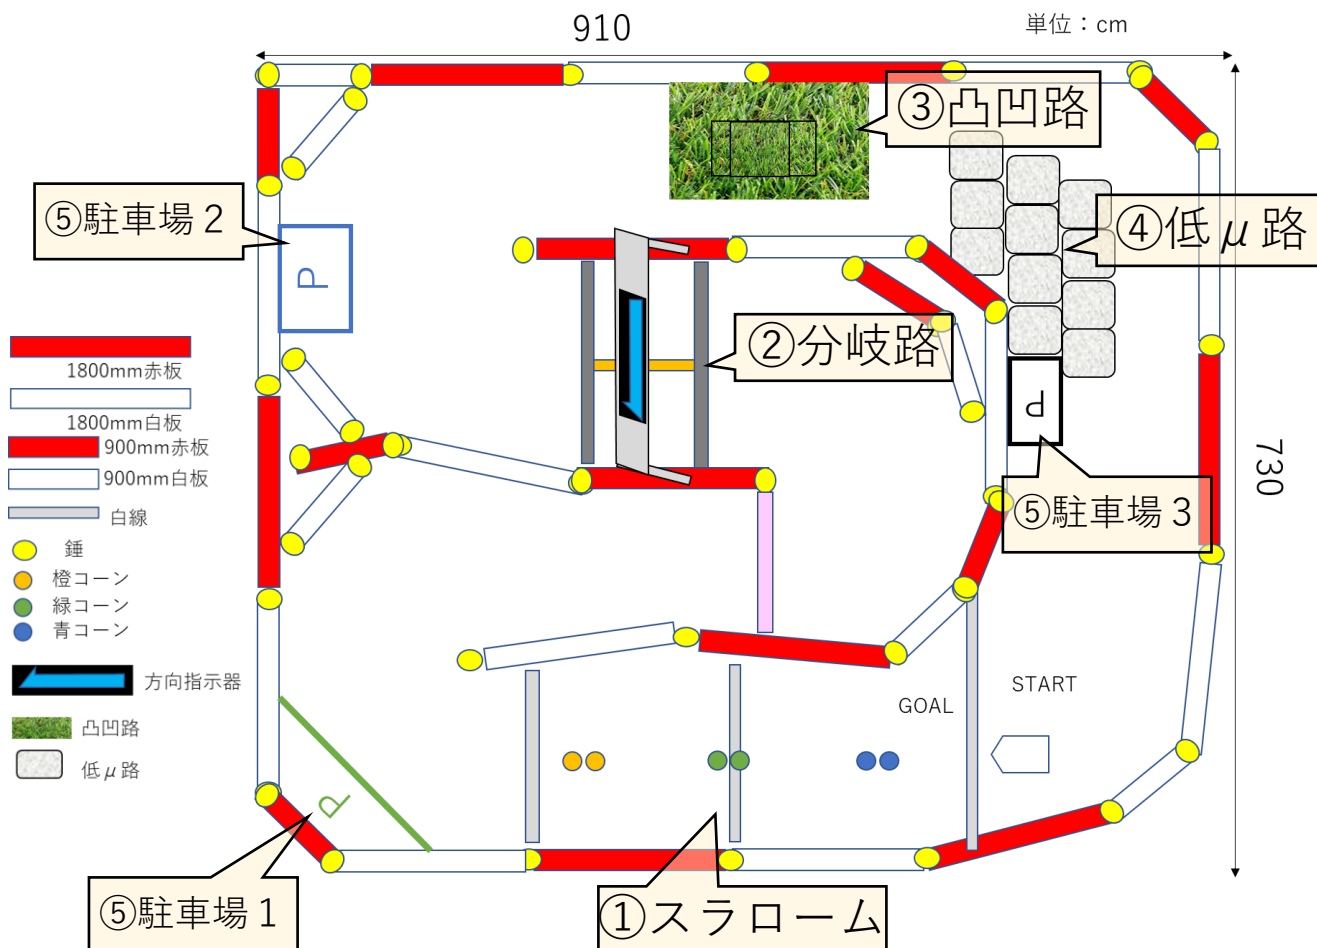 910
単位：cm
③凸凹路
⑤駐車場２
④低μ路
P
②分岐路
1800mm赤板
1800mm白板
900mm赤板
900mm白板
白線
P
730
⑤駐車場３
錘
橙コーン
緑コーン
青コーン
方向指示器
凸凹路
低μ路
GOAL
START
P
⑤駐車場１
①スラローム